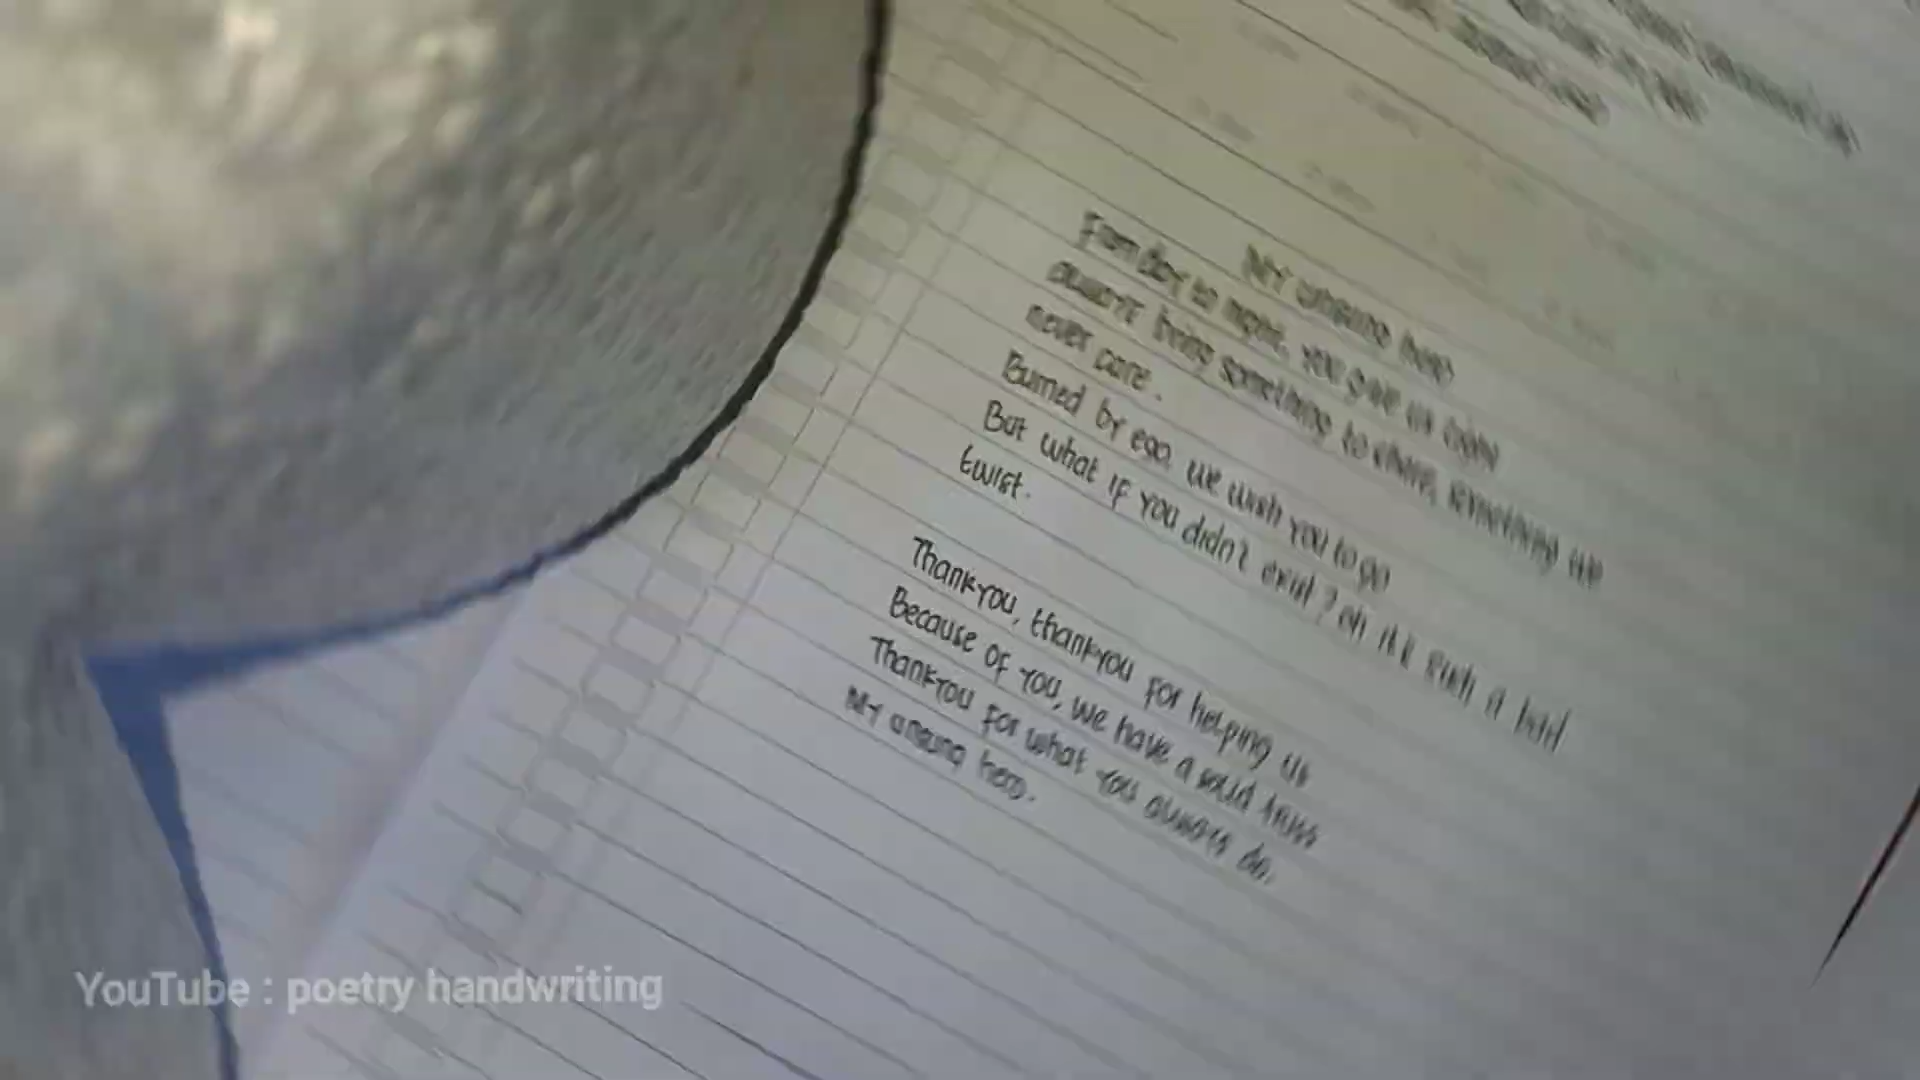 My unsung hero
From day to night, you give us light
always bring something to share, something we
never care.
Burned by ego, we wish you to go
But what if you didn't exist? oh it's such a bad
twist.
Thankyou, thankyou for helping us
Because of you, we have a solid truss
Thankyou for what you always do.
My unsung hero.
YouTube : poetry handwriting